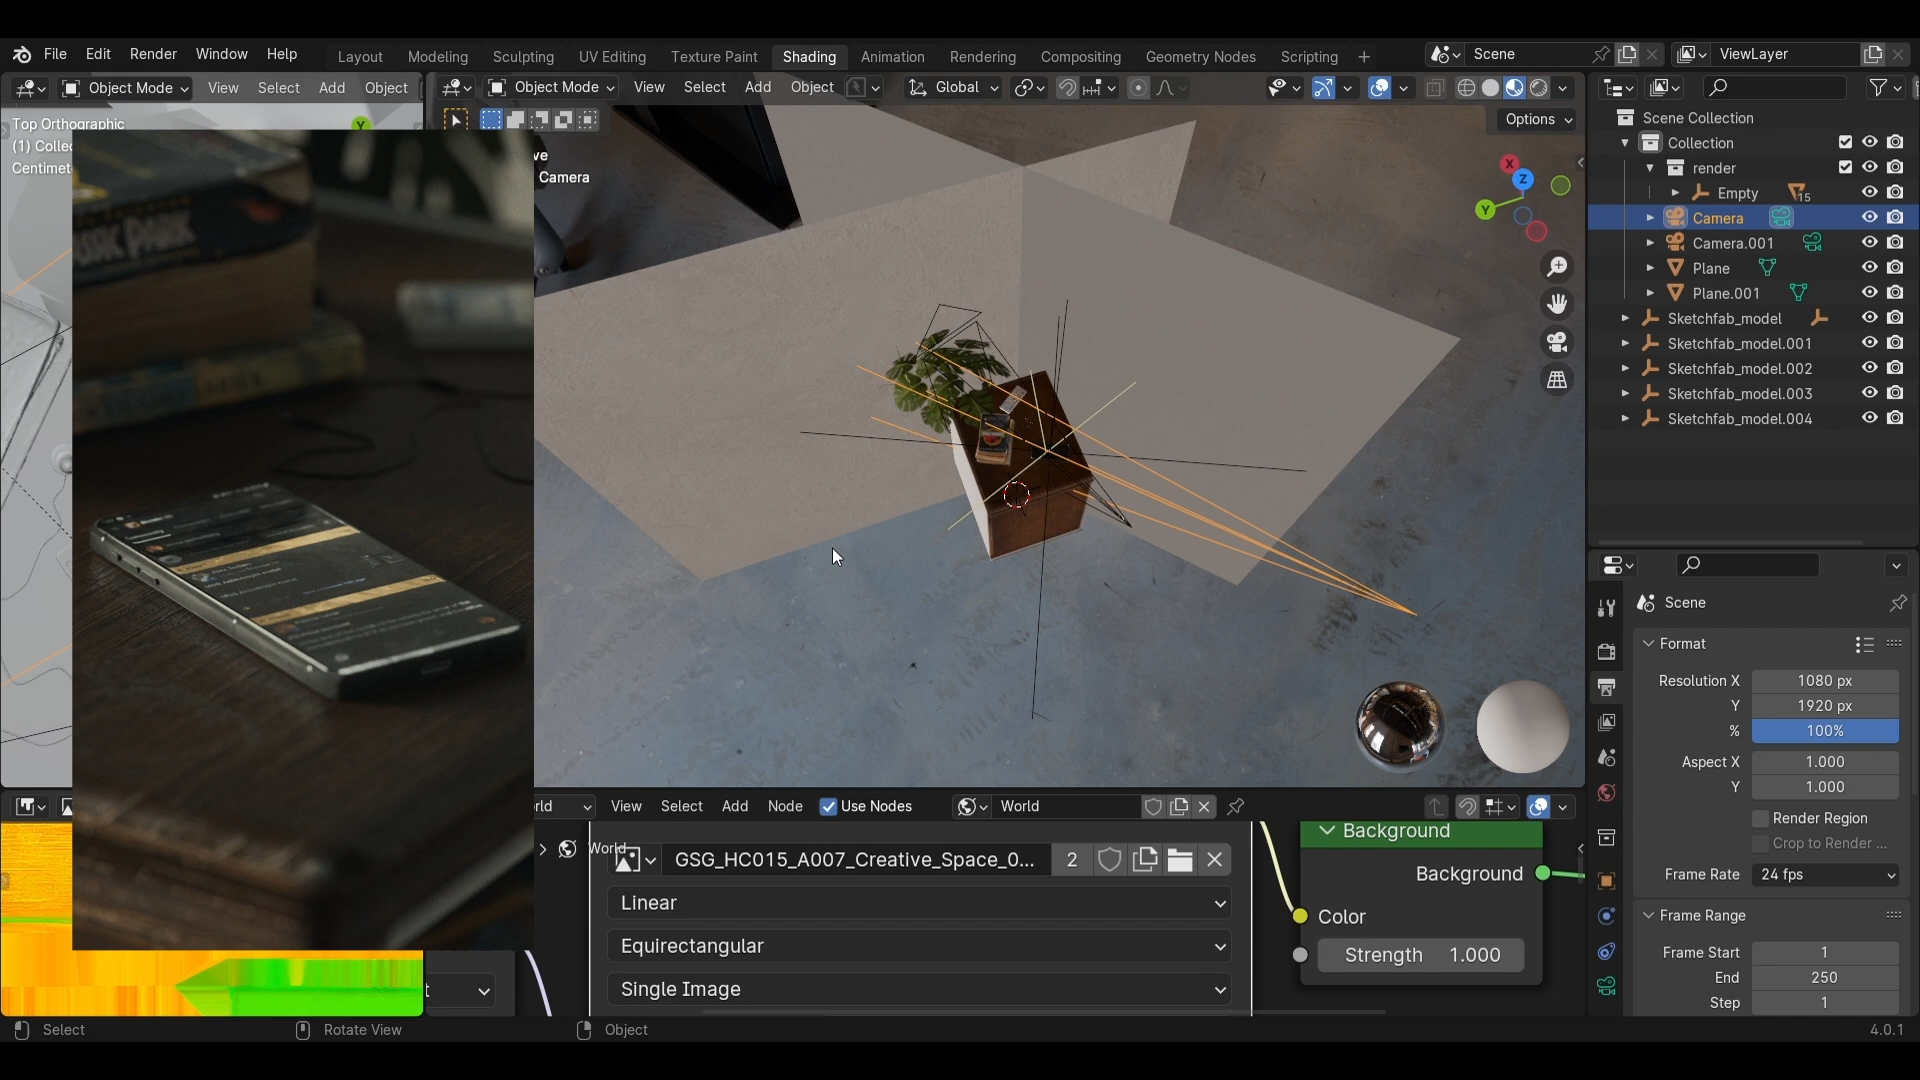 File Edit Render Window Help
Layout Modeling Sculpting UV Editing Texture Paint Shading Animation Rendering Compositing Geometry Nodes Scripting +
Scene
ViewLayer
Object Mode View Select Add Object
Object Mode View Select Add Object
Global
Options
Top Orthographic
(1) Collec
Centimet
ve
Camera
X
Y
Z
Y
Scene Collection
Collection
render
Empty
15
Camera
Camera.001
Plane
Plane.001
Sketchfab_model
Sketchfab_model.001
Sketchfab_model.002
Sketchfab_model.003
Sketchfab_model.004
Scene
Format
Resolution X 1080 px
Y 1920 px
% 100%
Aspect X 1.000
Y 1.000
Render Region
Crop to Render ...
Frame Rate 24 fps
Frame Range
Frame Start 1
End 250
Step 1
PARK
rld View Select Add Node Use Nodes World
World
GSG_HC015_A007_Creative_Space_0... 2
Linear
Equirectangular
Single Image
Background
Background
Color
Strength 1.000
t
Select Rotate View Object
4.0.1